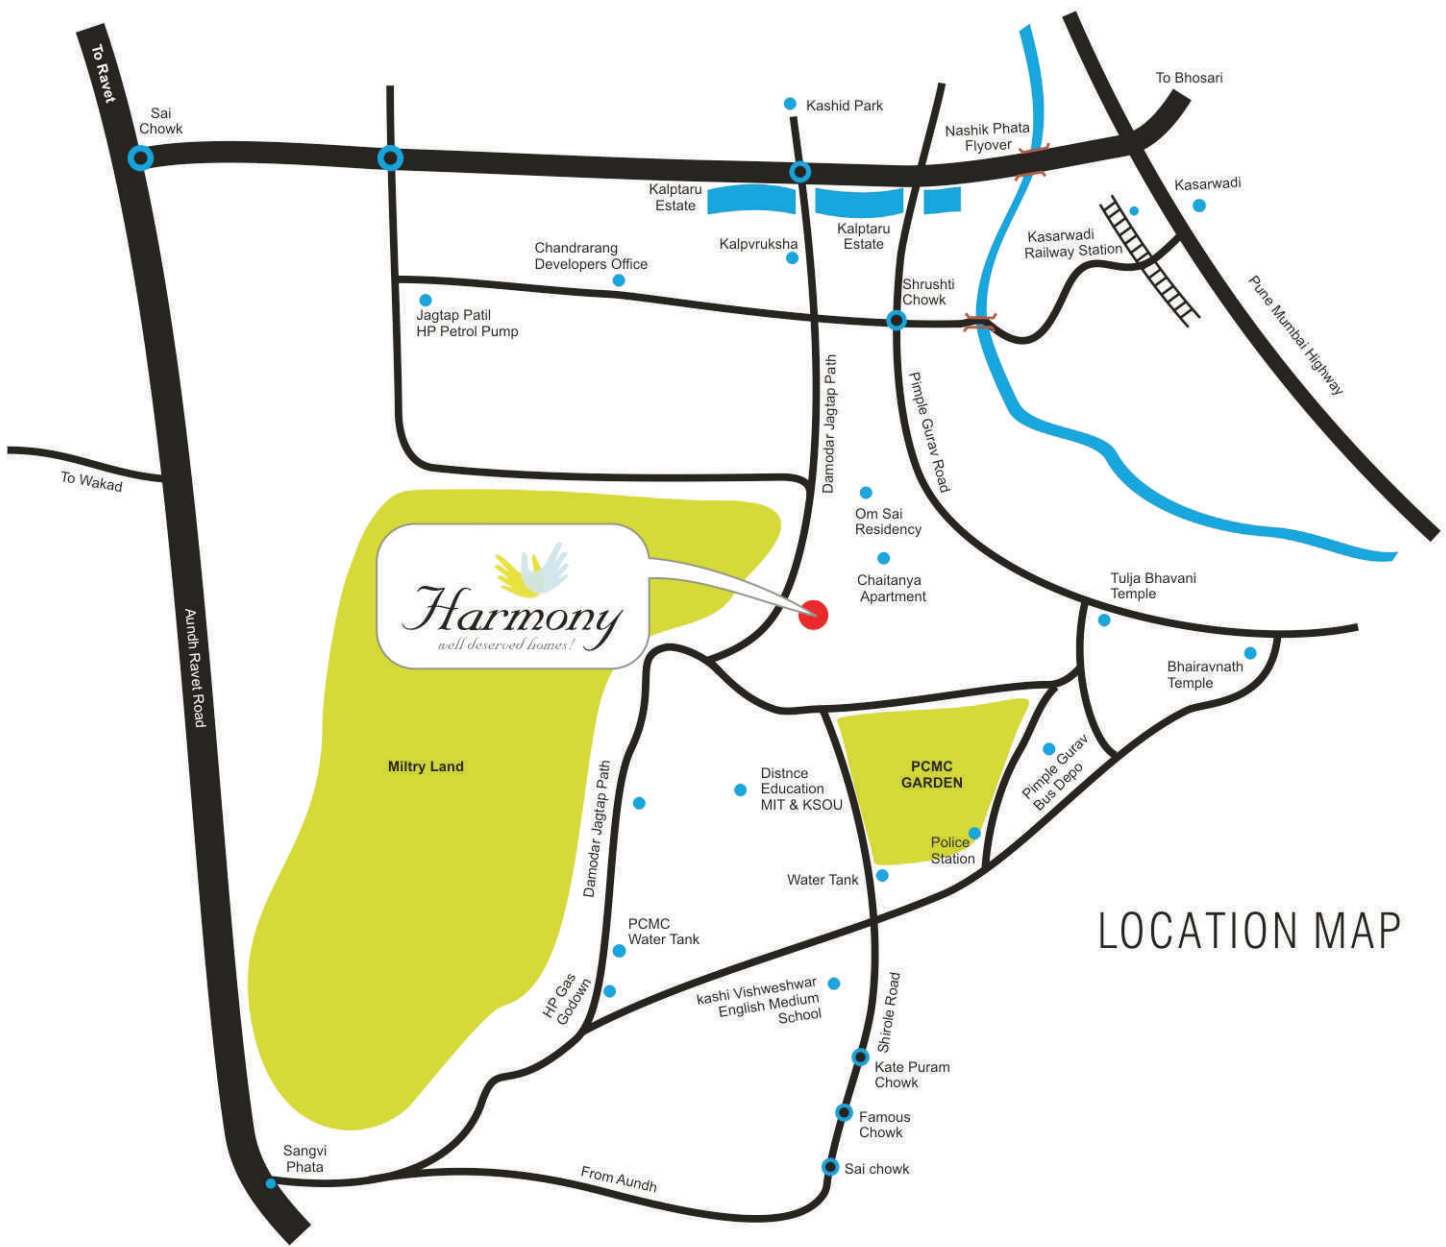 To Ravet
Sai
Chowk
Kashid Park
To Bhosari
Nashik Phata
Flyover
Kasarwadi
Kalptaru
Estate
Kalptaru
Estate
Kasarwadi
Railway Station
Chandrarang
Developers Office
Kalpvruksha
Shrushti
Chowk
Jagtap Patil
HP Petrol Pump
Pune Mumbai Highway
Damodar Jagtap Path
Pimple Gurav Road
To Wakad
Om Sai
Residency
Chaitanya
Apartment
Tulja Bhavani
Temple
Harmony
well deserved homes!
Aundh Ravet Road
Bhairavnath
Temple
Miltry Land
Damodar Jagtap Path
Distnce
Education
MIT & KSOU
PCMC
GARDEN
Pimple Gurav
Bus Depo
Police
Station
Water Tank
PCMC
Water Tank
LOCATION MAP
HP Gas
Godown
kashi Vishweshwar
English Medium
School
Shirole Road
Kate Puram
Chowk
Famous
Chowk
Sai chowk
Sangvi
Phata
From Aundh